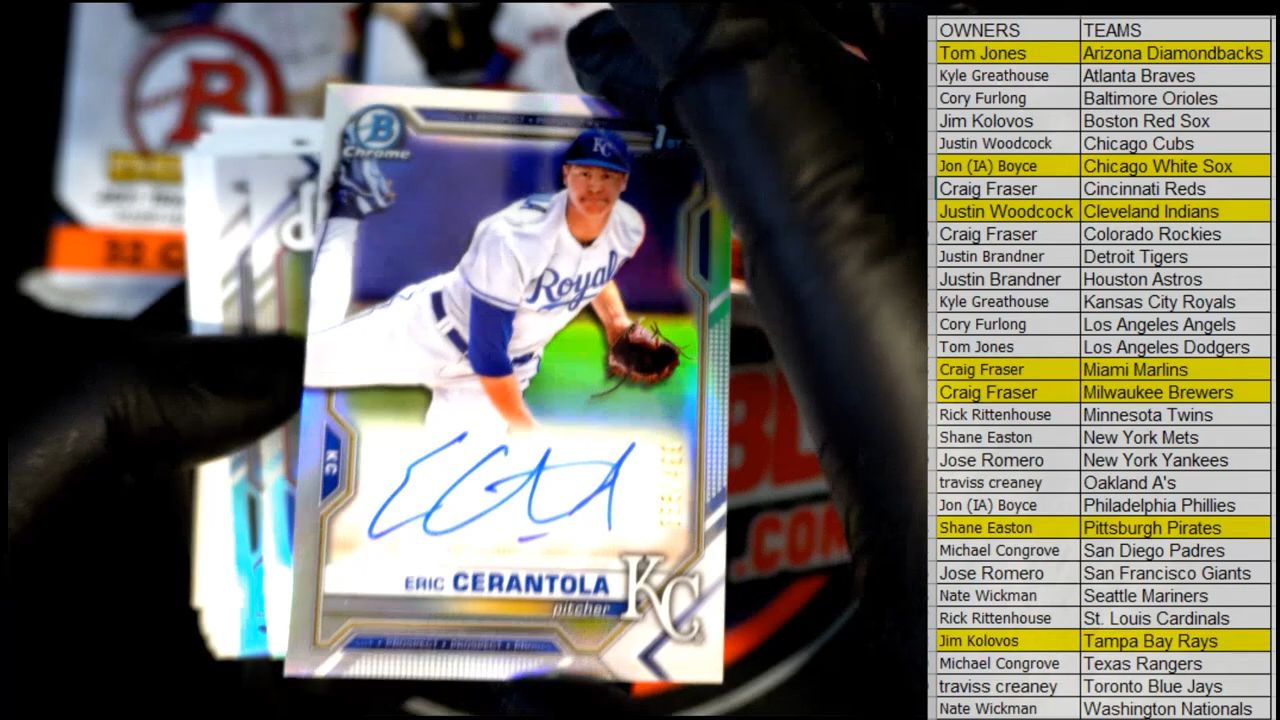 B
32 C
B
Chrome
1
BY
KC
Royal
KC
ERIC CERANTOLA
pitcher
KC
.COM
OWNERS TEAMS
Tom Jones Arizona Diamondbacks
Kyle Greathouse Atlanta Braves
Cory Furlong Baltimore Orioles
Jim Kolovos Boston Red Sox
Justin Woodcock Chicago Cubs
Jon (IA) Boyce Chicago White Sox
Craig Fraser Cincinnati Reds
Justin Woodcock Cleveland Indians
Craig Fraser Colorado Rockies
Justin Brandner Detroit Tigers
Justin Brandner Houston Astros
Kyle Greathouse Kansas City Royals
Cory Furlong Los Angeles Angels
Tom Jones Los Angeles Dodgers
Craig Fraser Miami Marlins
Craig Fraser Milwaukee Brewers
Rick Rittenhouse Minnesota Twins
Shane Easton New York Mets
Jose Romero New York Yankees
traviss creaney Oakland A's
Jon (IA) Boyce Philadelphia Phillies
Shane Easton Pittsburgh Pirates
Michael Congrove San Diego Padres
Jose Romero San Francisco Giants
Nate Wickman Seattle Mariners
Rick Rittenhouse St. Louis Cardinals
Jim Kolovos Tampa Bay Rays
Michael Congrove Texas Rangers
traviss creaney Toronto Blue Jays
Nate Wickman Washington Nationals